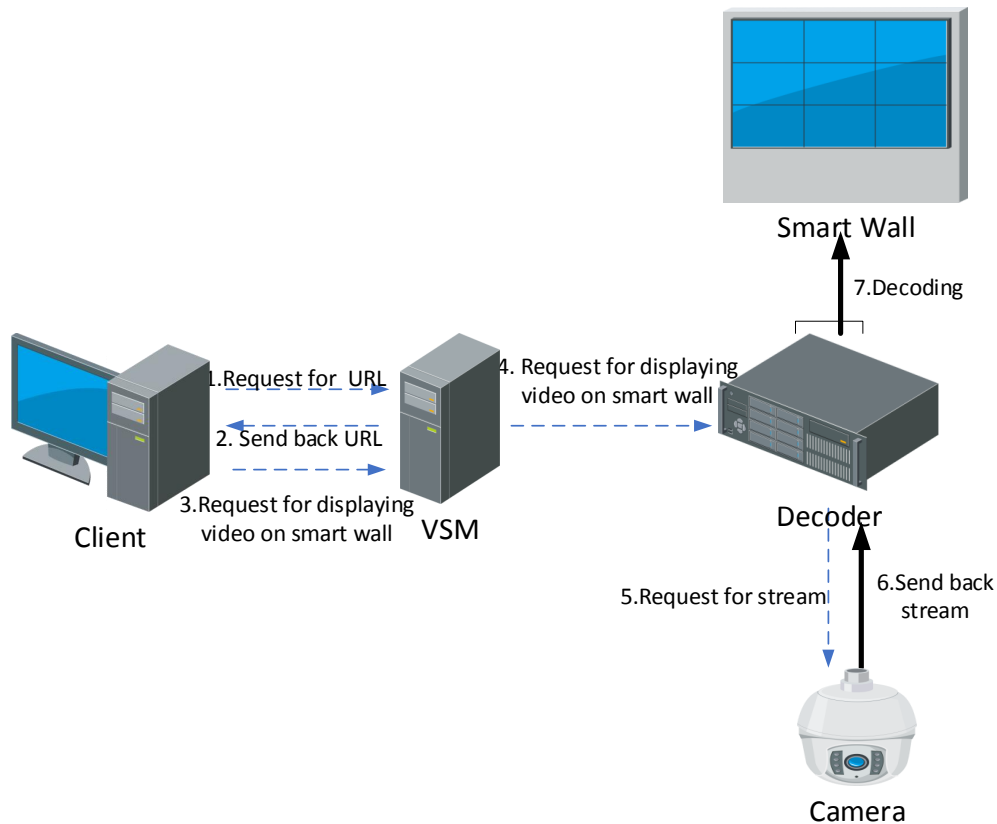 Smart Wall
7.Decoding
1.Request for URL
4. Request for displaying
video on smart wall
2. Send back URL
3.Request for displaying
video on smart wall
Client
VSM
Decoder
5.Request for stream
6.Send back
stream
Camera